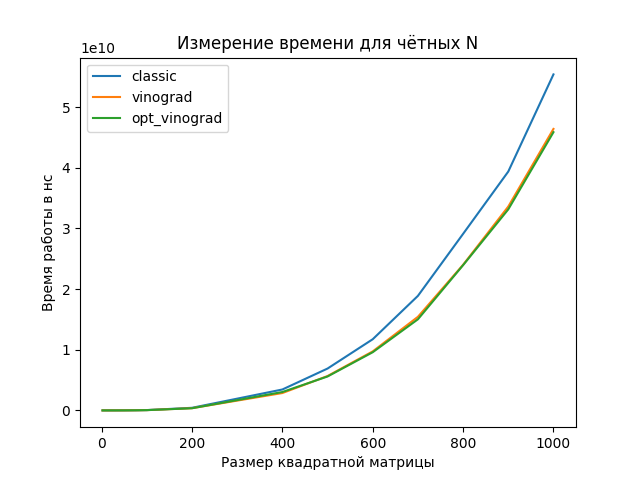 Измерение времени для чётных N
1e10
classic
vinograd
opt_vinograd
5
4
3
2
1
0
Время работы в нс
0 200 400 600 800 1000
Размер квадратной матрицы